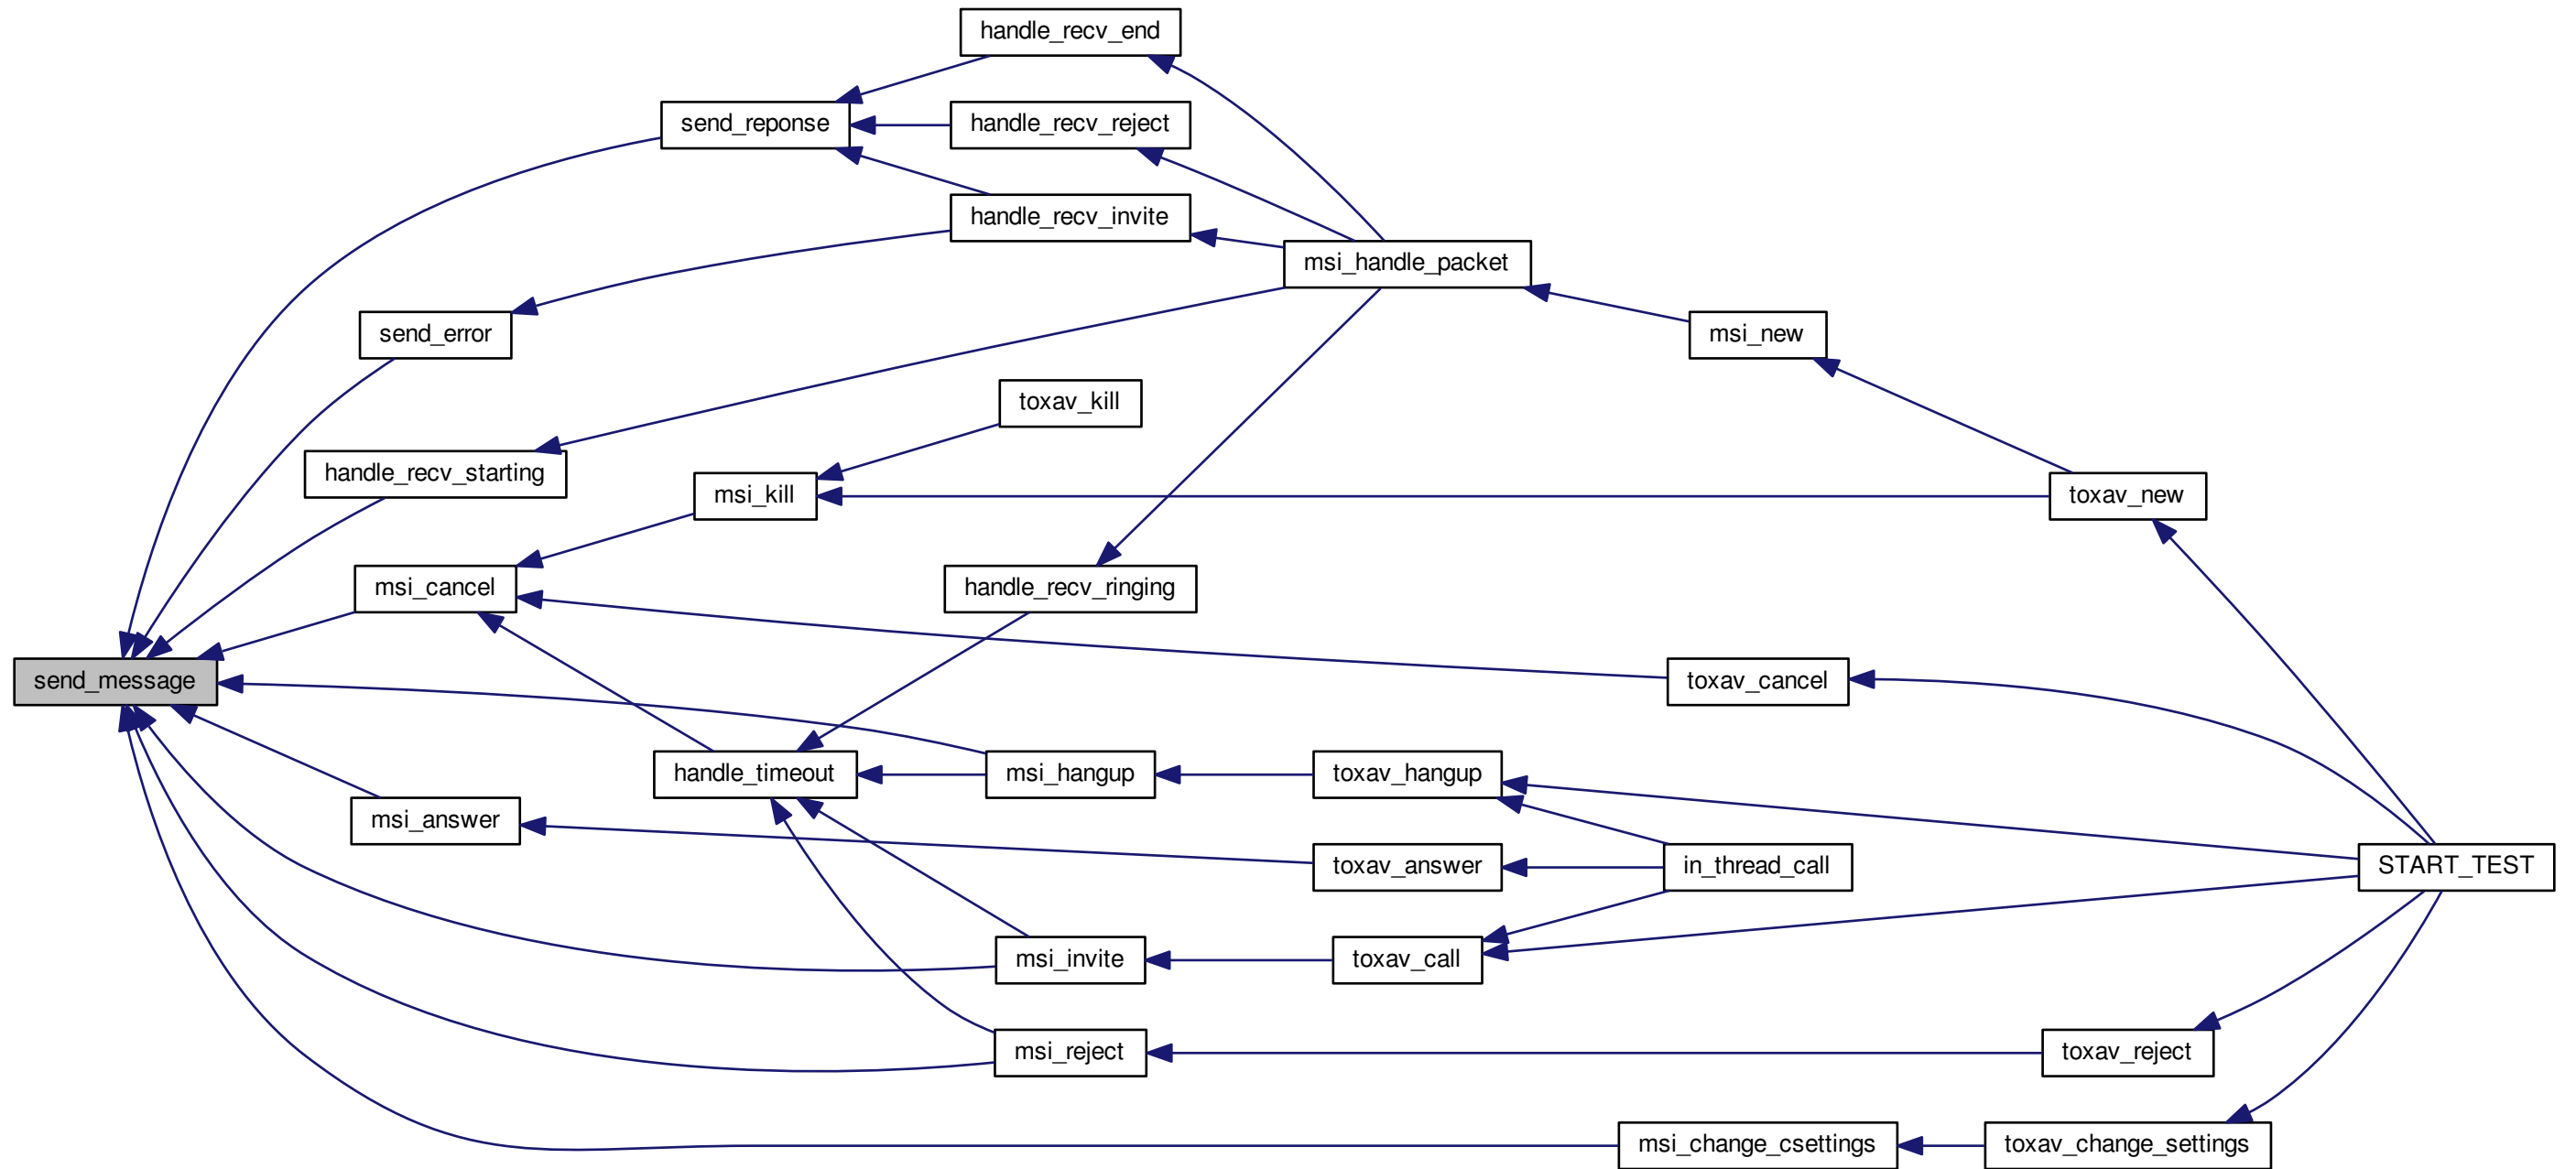 handle_recv_end
send_reponse
handle_recv_reject
handle_recv_invite
msi_handle_packet
send_error
msi_new
toxav_kill
handle_recv_starting
msi_kill
toxav_new
msi_cancel
handle_recv_ringing
send_message
toxav_cancel
handle_timeout
msi_hangup
toxav_hangup
msi_answer
toxav_answer
in_thread_call
START_TEST
msi_invite
toxav_call
msi_reject
toxav_reject
msi_change_csettings
toxav_change_settings